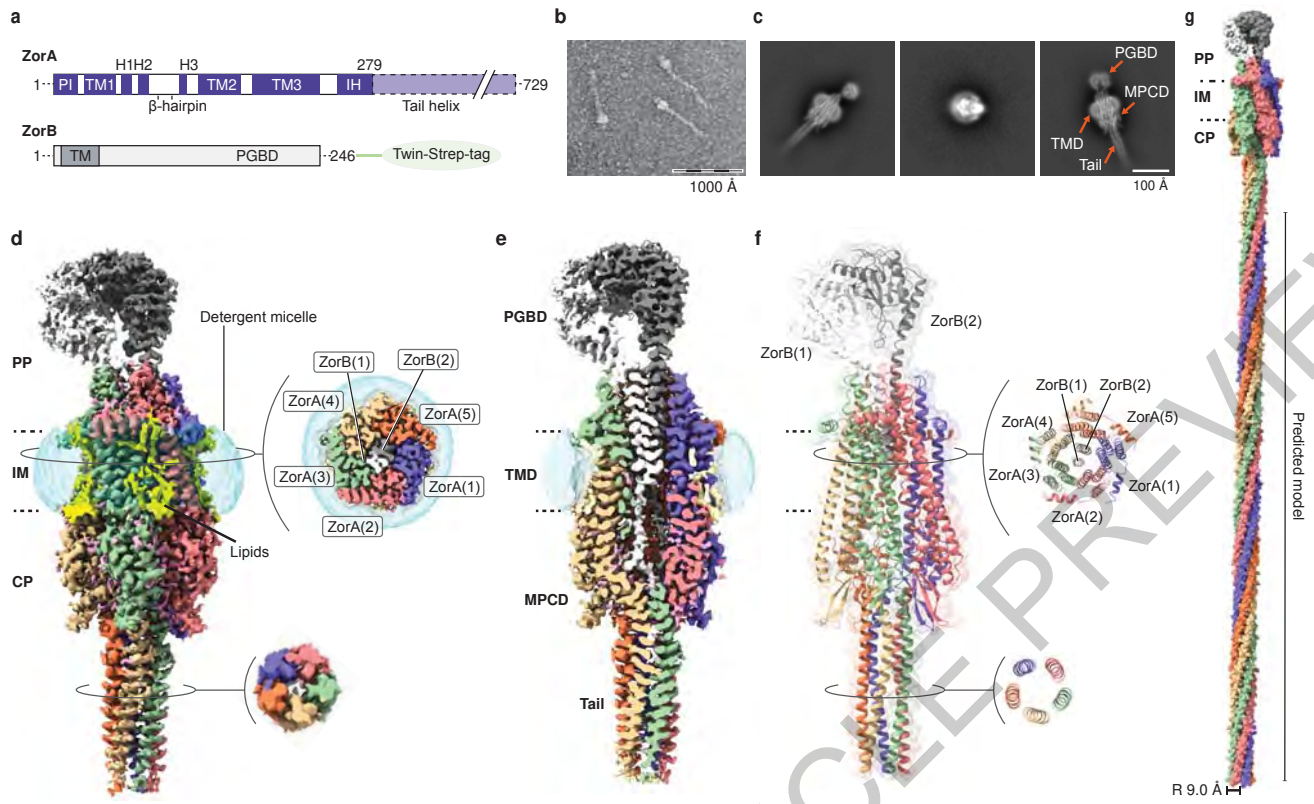 a
ZorA
H1 H2
H3
279
1
PI
TM1
TM2
TM3
IH
729
β-hairpin
Tail helix
ZorB
1
TM
PGBD
246
Twin-Strep-tag
b
1000 Å
c
PGBD
MPCD
TMD
Tail
100 Å
d
Detergent micelle
PP
IM
CP
Lipids
ZorB(1)
ZorB(2)
ZorA(4)
ZorA(5)
ZorA(3)
ZorA(1)
ZorA(2)
e
PGBD
TMD
MPCD
Tail
f
ZorB(2)
ZorB(1)
ZorB(1)
ZorB(2)
ZorA(4)
ZorA(5)
ZorA(3)
ZorA(1)
ZorA(2)
g
PP
IM
CP
Predicted model
R 9.0 Å
CLE PREVIEW